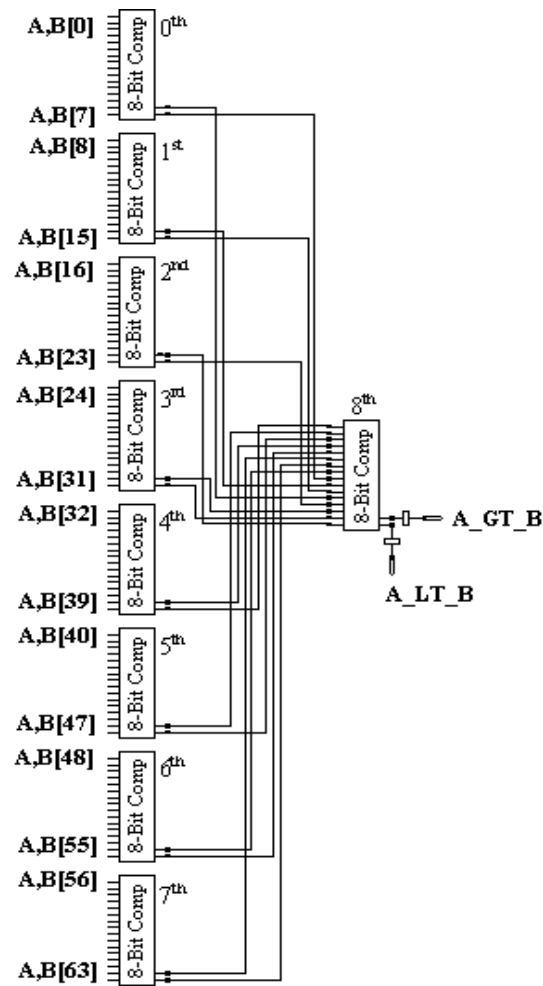 A,B[0] 0th
8-Bit Comp
A,B[7]
A,B[8] 1st
8-Bit Comp
A,B[15]
A,B[16] 2nd
8-Bit Comp
A,B[23]
A,B[24] 3rd
8-Bit Comp
A,B[31]
8th
8-Bit Comp
A_GT_B
A_LT_B
A,B[32] 4th
8-Bit Comp
A,B[39]
A,B[40] 5th
8-Bit Comp
A,B[47]
A,B[48] 6th
8-Bit Comp
A,B[55]
A,B[56] 7th
8-Bit Comp
A,B[63]